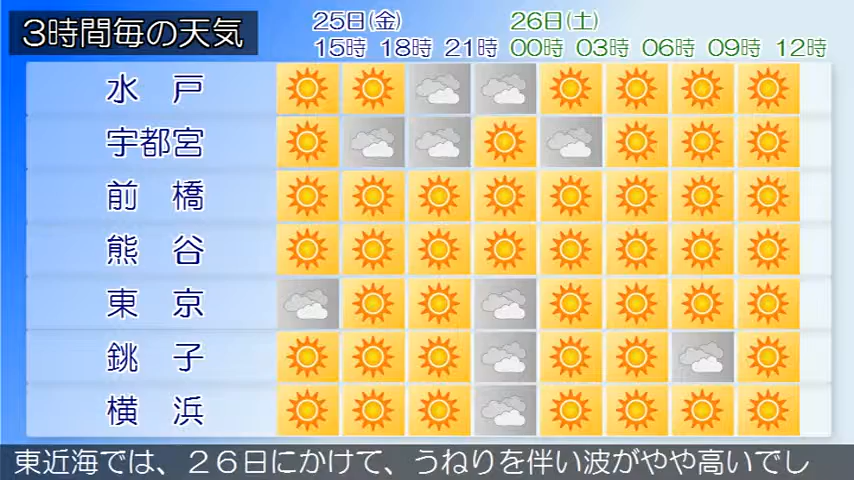 3時間毎の天気
25日(金) 26日(土)
15時 18時 21時 00時 03時 06時 09時 12時
水 戸
宇都宮
前 橋
熊 谷
東 京
銚 子
横 浜
東近海では、２６日にかけて、うねりを伴い波がやや高いでし